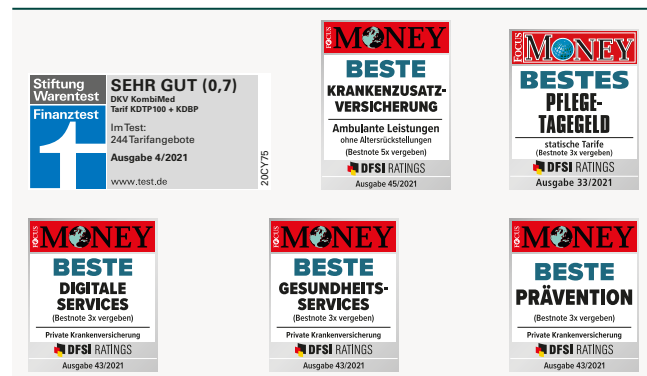 Stiftung
Warentest
Finanztest
SEHR GUT (0,7)
DKV KombiMed
Tarif KDTP100 + KDBP
Im Test:
244 Tarifangebote
Ausgabe 4/2021
www.test.de
20CY75
FOCUS
MONEY
BESTE
KRANKENZUSATZ-
VERSICHERUNG
Ambulante Leistungen
ohne Altersrückstellungen
(Bestnote 5x vergeben)
DFSI RATINGS
Ausgabe 45/2021
FOCUS
MONEY
BESTES
PFLEGE-
TAGEGELD
statische Tarife
(Bestnote 3x vergeben)
DFSI RATINGS
Ausgabe 33/2021
FOCUS
MONEY
BESTE
DIGITALE
SERVICES
(Bestnote 3x vergeben)
Private Krankenversicherung
DFSI RATINGS
Ausgabe 43/2021
FOCUS
MONEY
BESTE
GESUNDHEITS-
SERVICES
(Bestnote 3x vergeben)
Private Krankenversicherung
DFSI RATINGS
Ausgabe 43/2021
FOCUS
MONEY
BESTE
PRÄVENTION
(Bestnote 3x vergeben)
Private Krankenversicherung
DFSI RATINGS
Ausgabe 43/2021